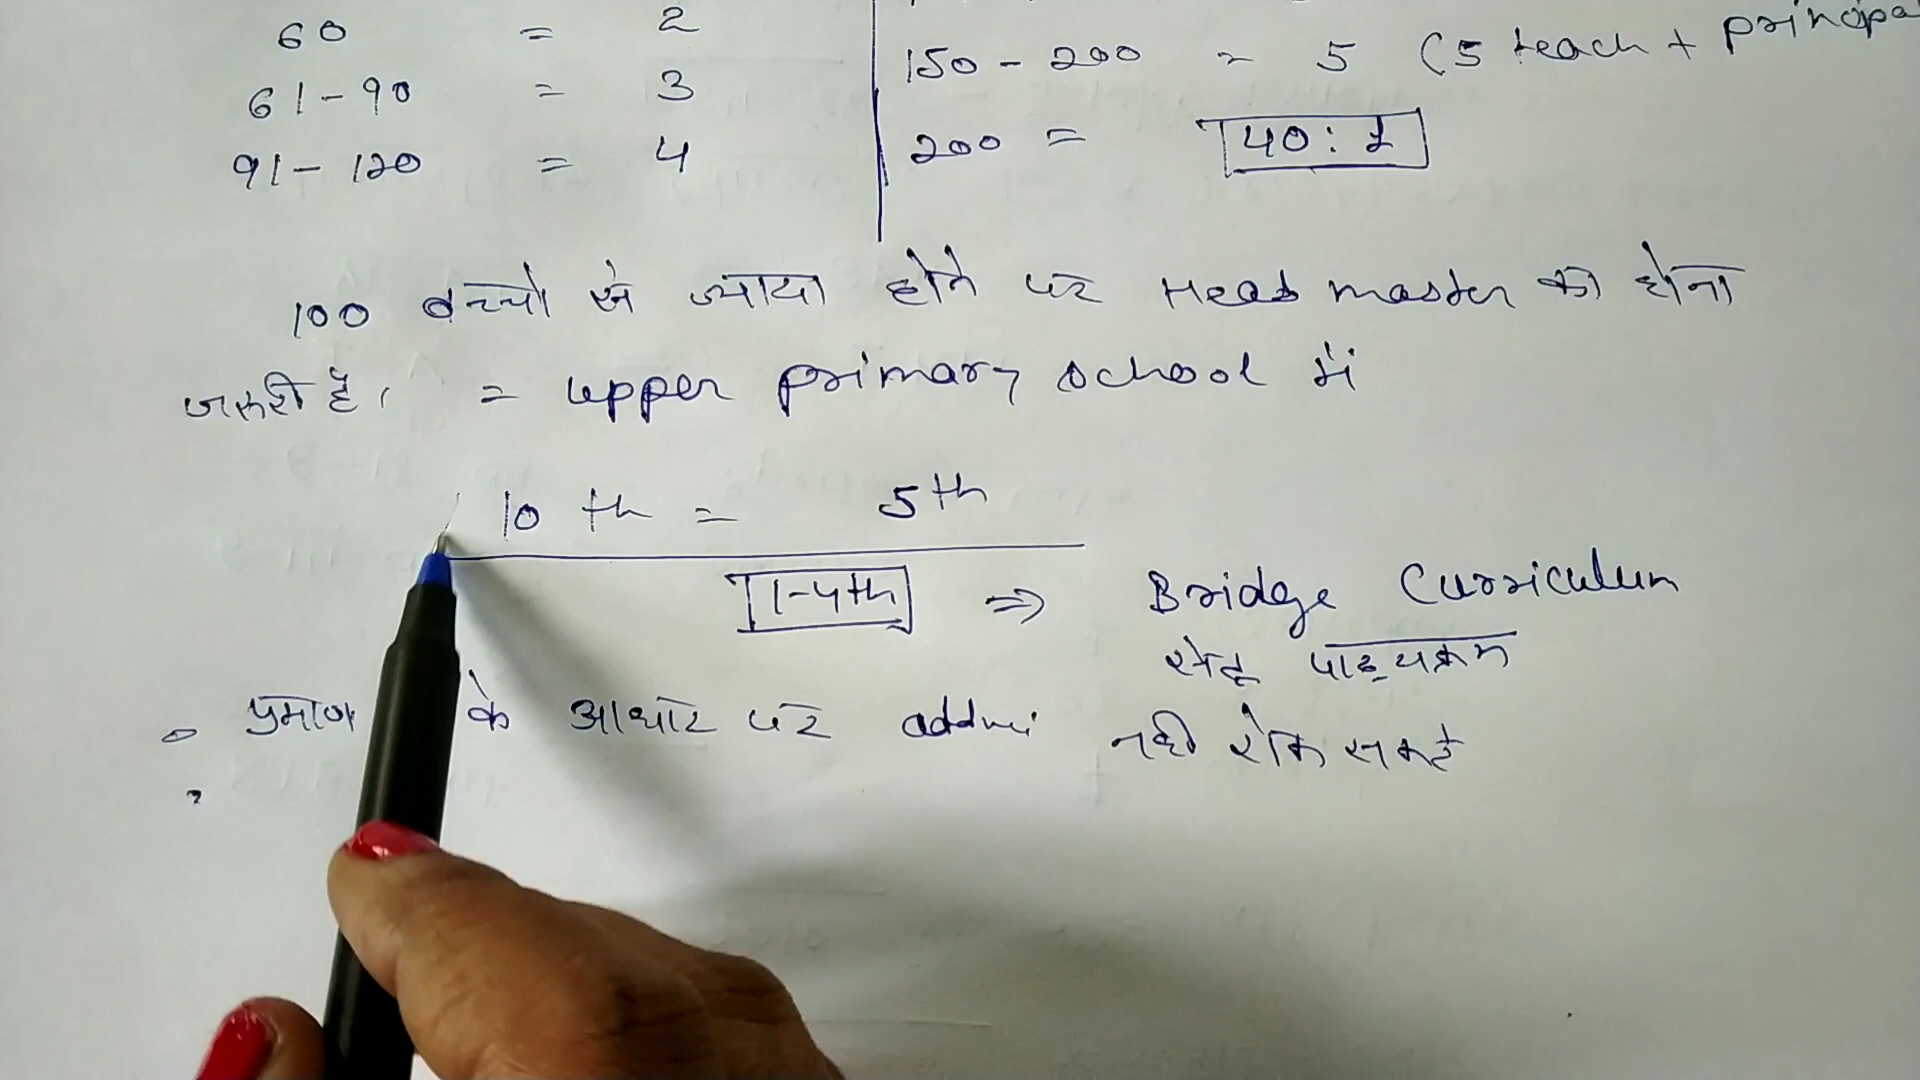 60 = 2
61-90 = 3
91-120 = 4
150-200 = 5 (5 teach + principal
200 = 40:1
100 बच्चो से ज्याया होने पर Head master का होना
जरूरी है। = upper primary school में
10 th = 5th
1-4th ⇒ Bridge Curriculum
सेतू पाठ्यक्रम
प्रमाण के आधार पर addmi नही रोक सकते